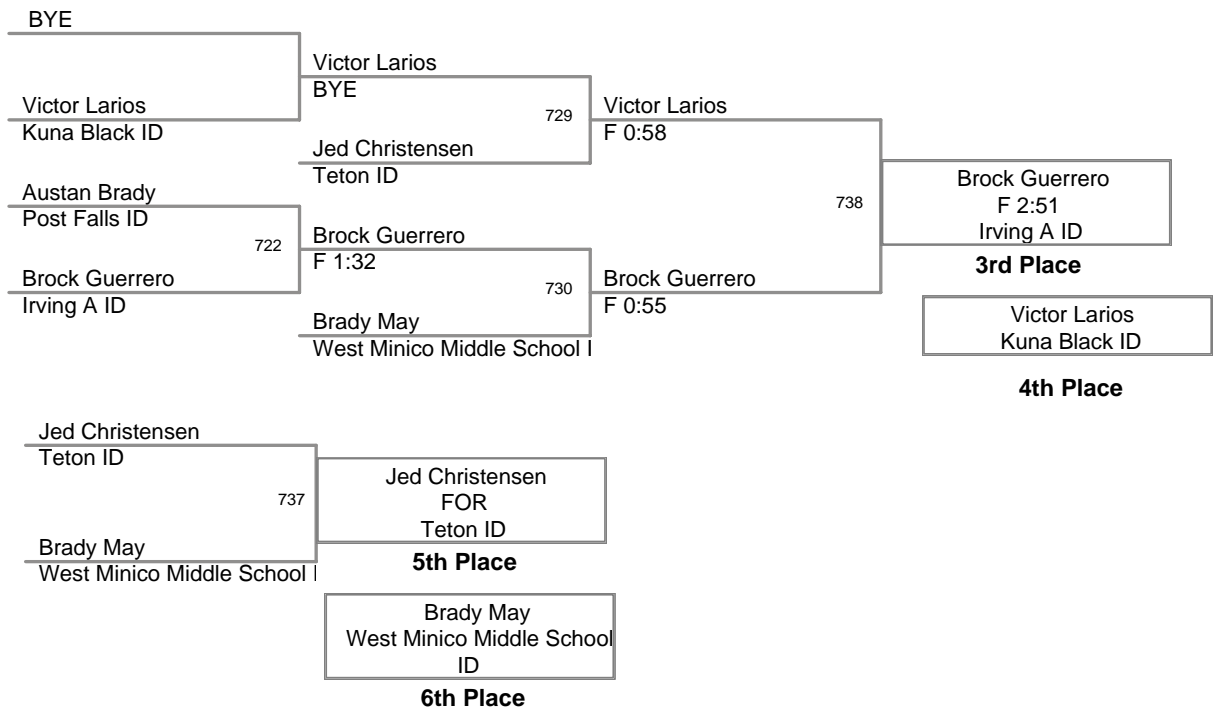 BYE
Victor Larios
BYE
Victor Larios
Kuna Black ID
729
Victor Larios
F 0:58
Jed Christensen
Teton ID
Austan Brady
Post Falls ID
722
Brock Guerrero
F 1:32
Brock Guerrero
Irving A ID
730
Brock Guerrero
F 0:55
Brady May
West Minico Middle School I
738
Brock Guerrero
F 2:51
Irving A ID
3rd Place
Victor Larios
Kuna Black ID
4th Place
Jed Christensen
Teton ID
737
Brady May
West Minico Middle School I
Jed Christensen
FOR
Teton ID
5th Place
Brady May
West Minico Middle School
ID
6th Place